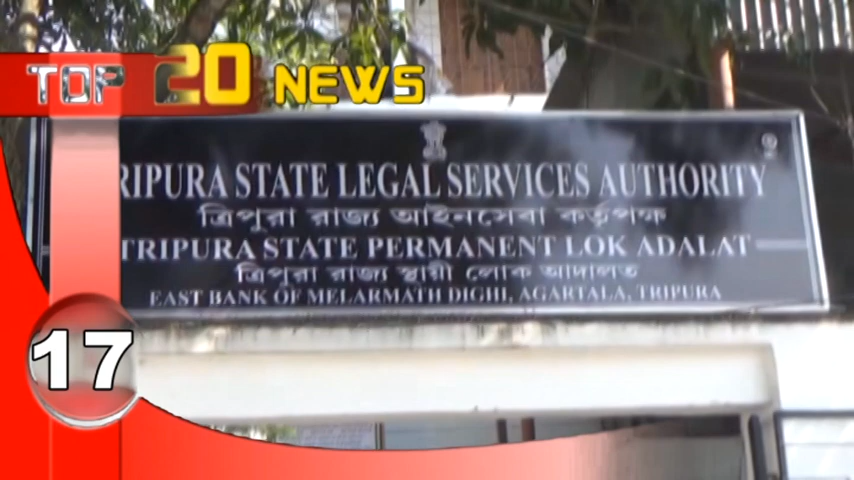 TOP 20 NEWS
RIPURA STATE LEGAL SERVICES AUTHORITY
ত্রিপুরা রাজ্য আইনসেবা কর্তৃপক্ষ
TRIPURA STATE PERMANENT LOK ADALAT
ত্রিপুরা রাজ্য স্থায়ী লোক আদালত
EAST BANK OF MELARMATH DIGHI, AGARTALA, TRIPURA
17